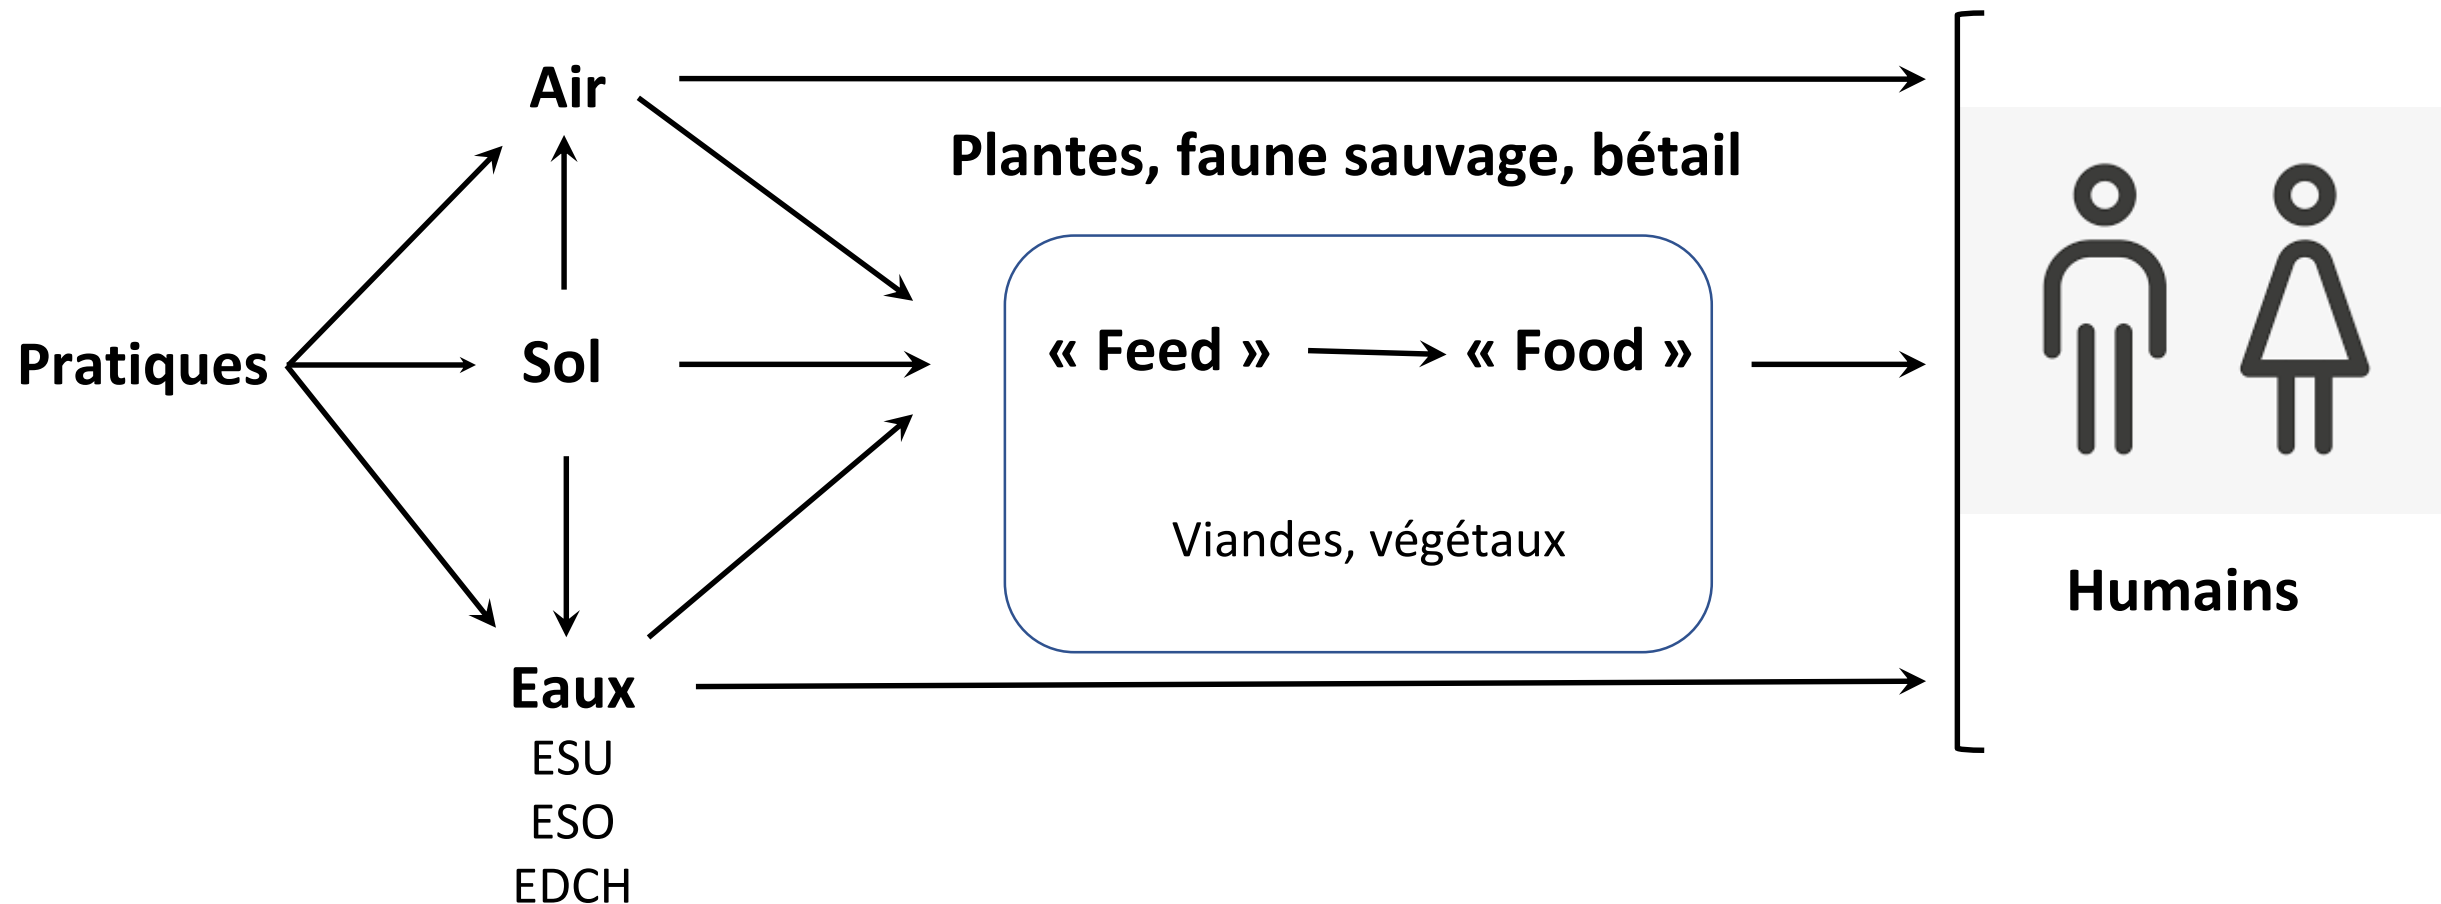 Air
Plantes, faune sauvage, bétail
Pratiques
Sol
« Feed »
« Food »
Viandes, végétaux
Humains
Eaux
ESU
ESO
EDCH